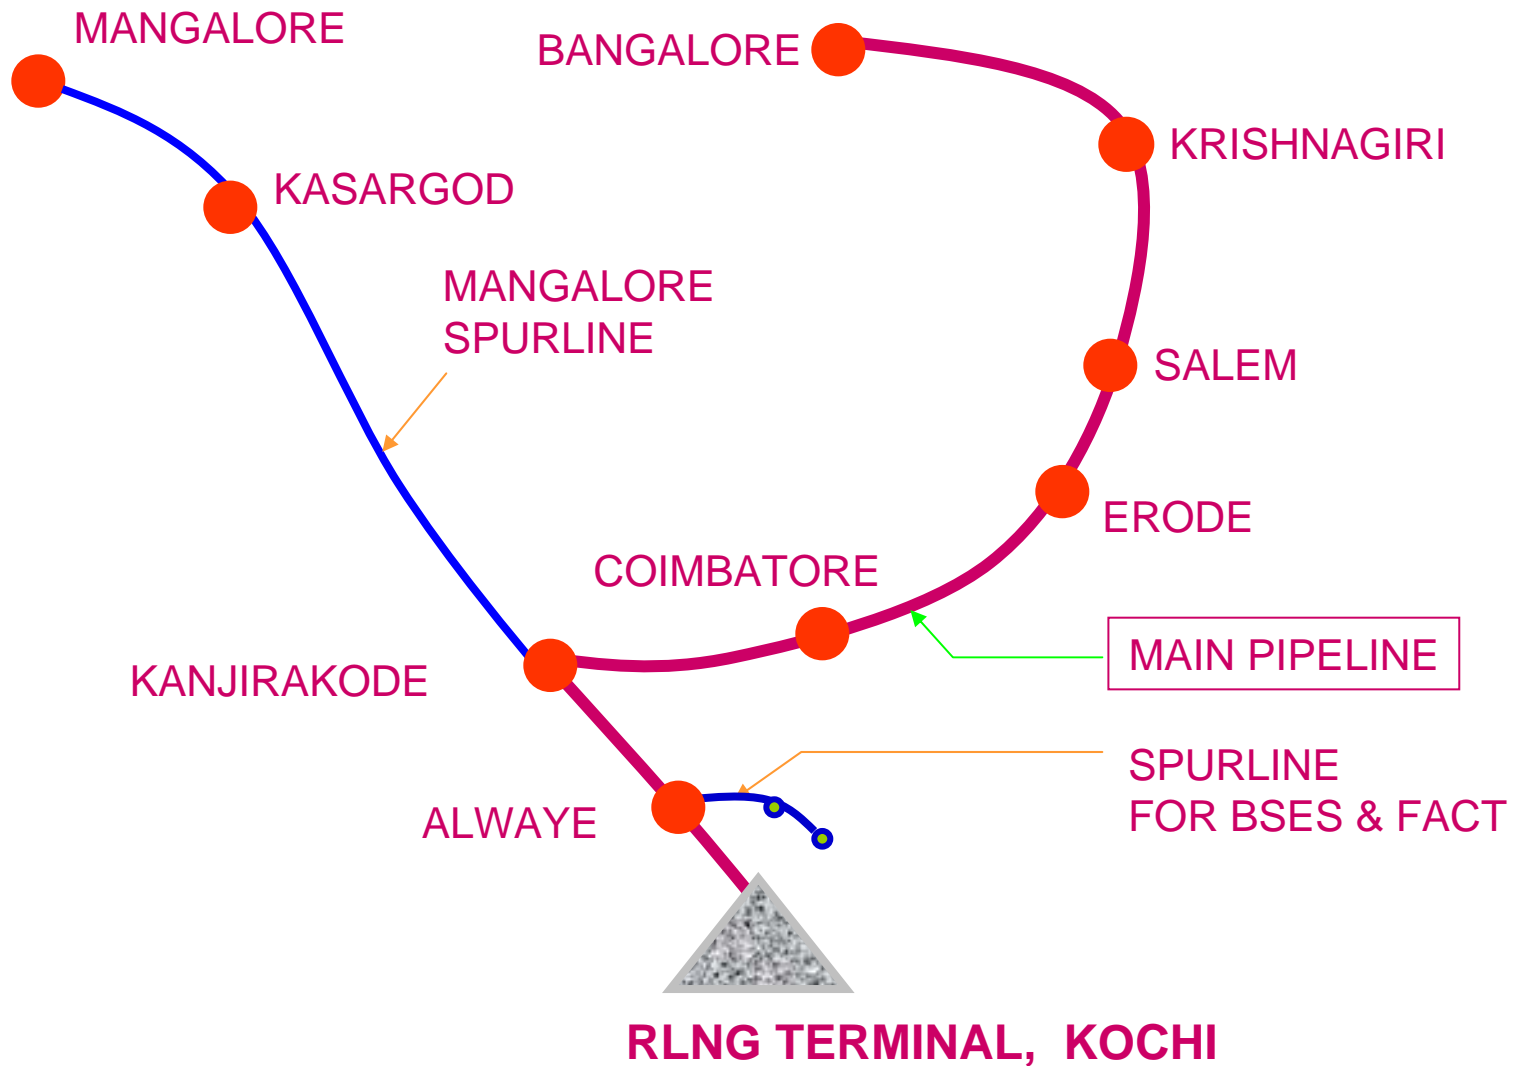 MANGALORE
BANGALORE
KRISHNAGIRI
KASARGOD
MANGALORE
SPURLINE
SALEM
ERODE
COIMBATORE
MAIN PIPELINE
KANJIRAKODE
SPURLINE
FOR BSES & FACT
ALWAYE
RLNG TERMINAL, KOCHI